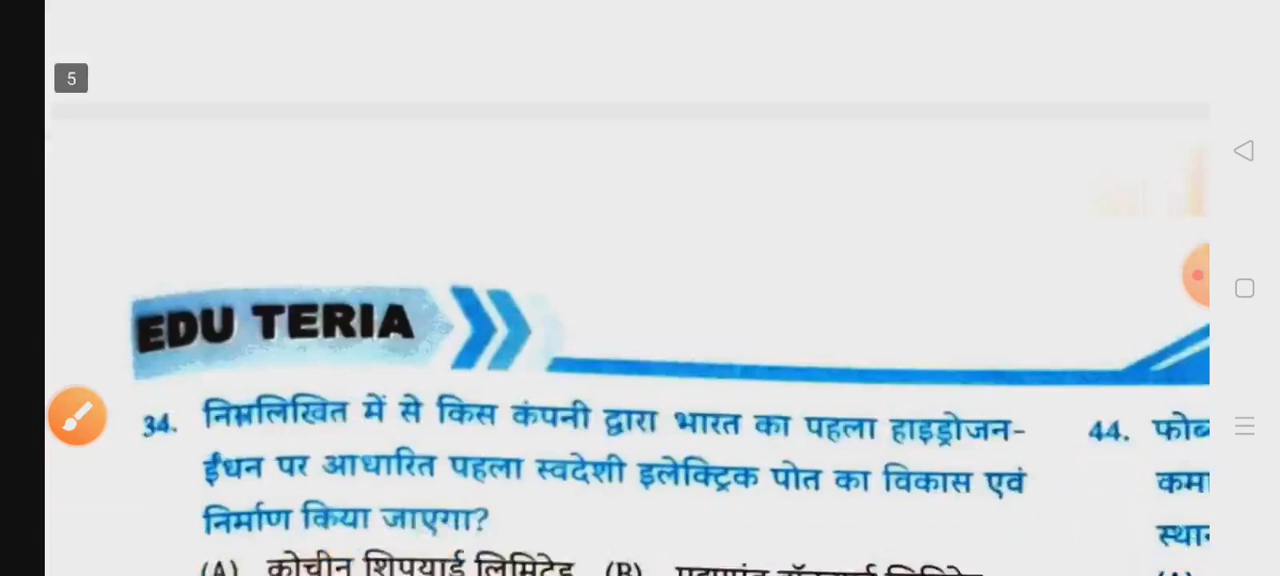 5
EDU TERIA
34. निम्नलिखित में से किस कंपनी द्वारा भारत का पहला हाइड्रोजन-
ईंधन पर आधारित पहला स्वदेशी इलेक्ट्रिक पोत का विकास एवं
निर्माण किया जाएगा?
(A) कोचीन शिपयार्ड लिमिटेड (B)
44.